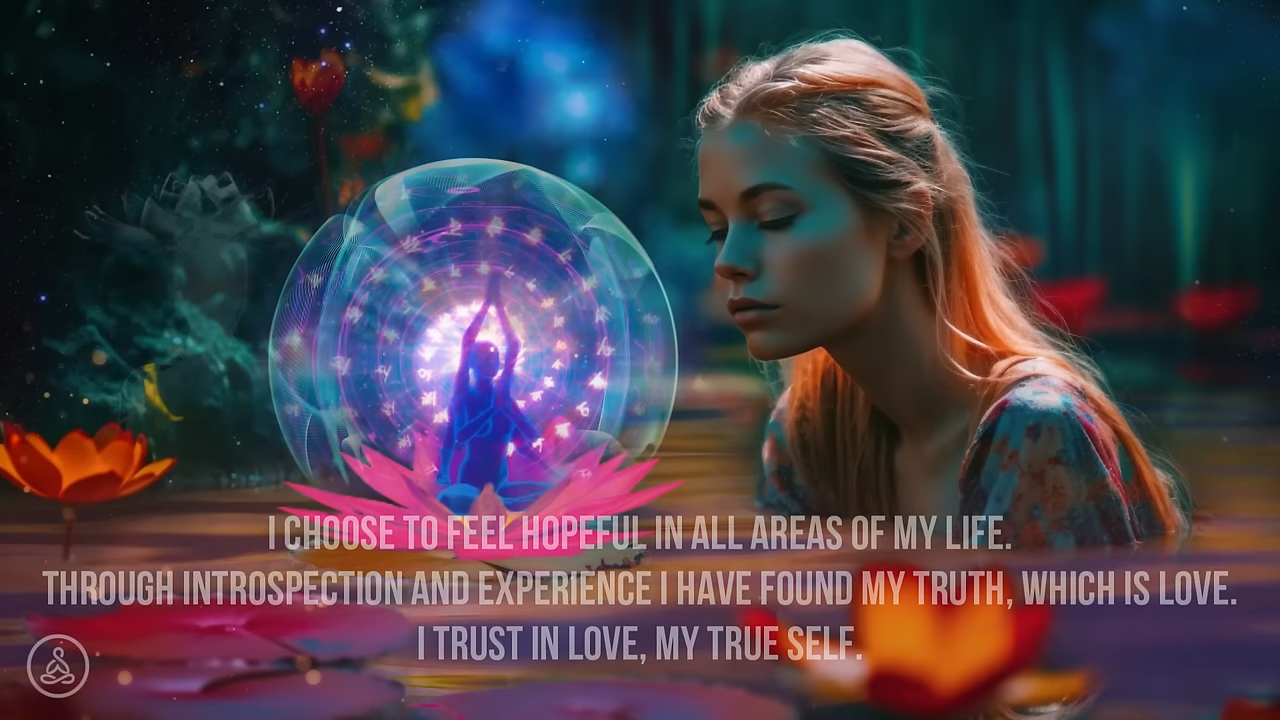 I CHOOSE TO FEEL HOPEFUL IN ALL AREAS OF MY LIFE.
THROUGH INTROSPECTION AND EXPERIENCE I HAVE FOUND MY TRUTH, WHICH IS LOVE.
I TRUST IN LOVE, MY TRUE SELF.